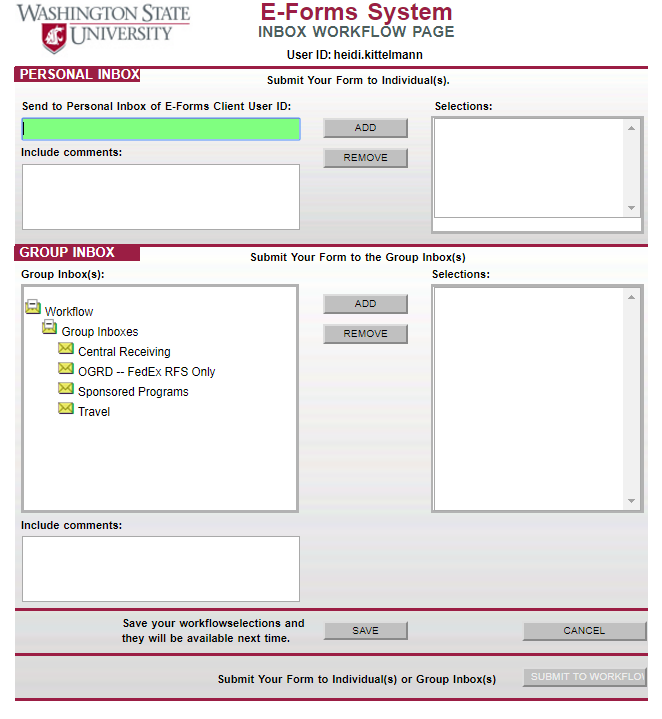 WASHINGTON STATE
UNIVERSITY
E-Forms System
INBOX WORKFLOW PAGE
User ID: heidi.kittelmann
PERSONAL INBOX
Submit Your Form to Individual(s).
Send to Personal Inbox of E-Forms Client User ID:
ADD
Selections:
Include comments:
REMOVE
GROUP INBOX
Submit Your Form to the Group Inbox(s)
Group Inbox(s):
Selections:
ADD
Workflow
Group Inboxes
REMOVE
Central Receiving
OGRD -- FedEx RFS Only
Sponsored Programs
Travel
Include comments:
Save your workflowselections and
they will be available next time.
SAVE
CANCEL
Submit Your Form to Individual(s) or Group Inbox(s)
SUBMIT TO WORKFLOW